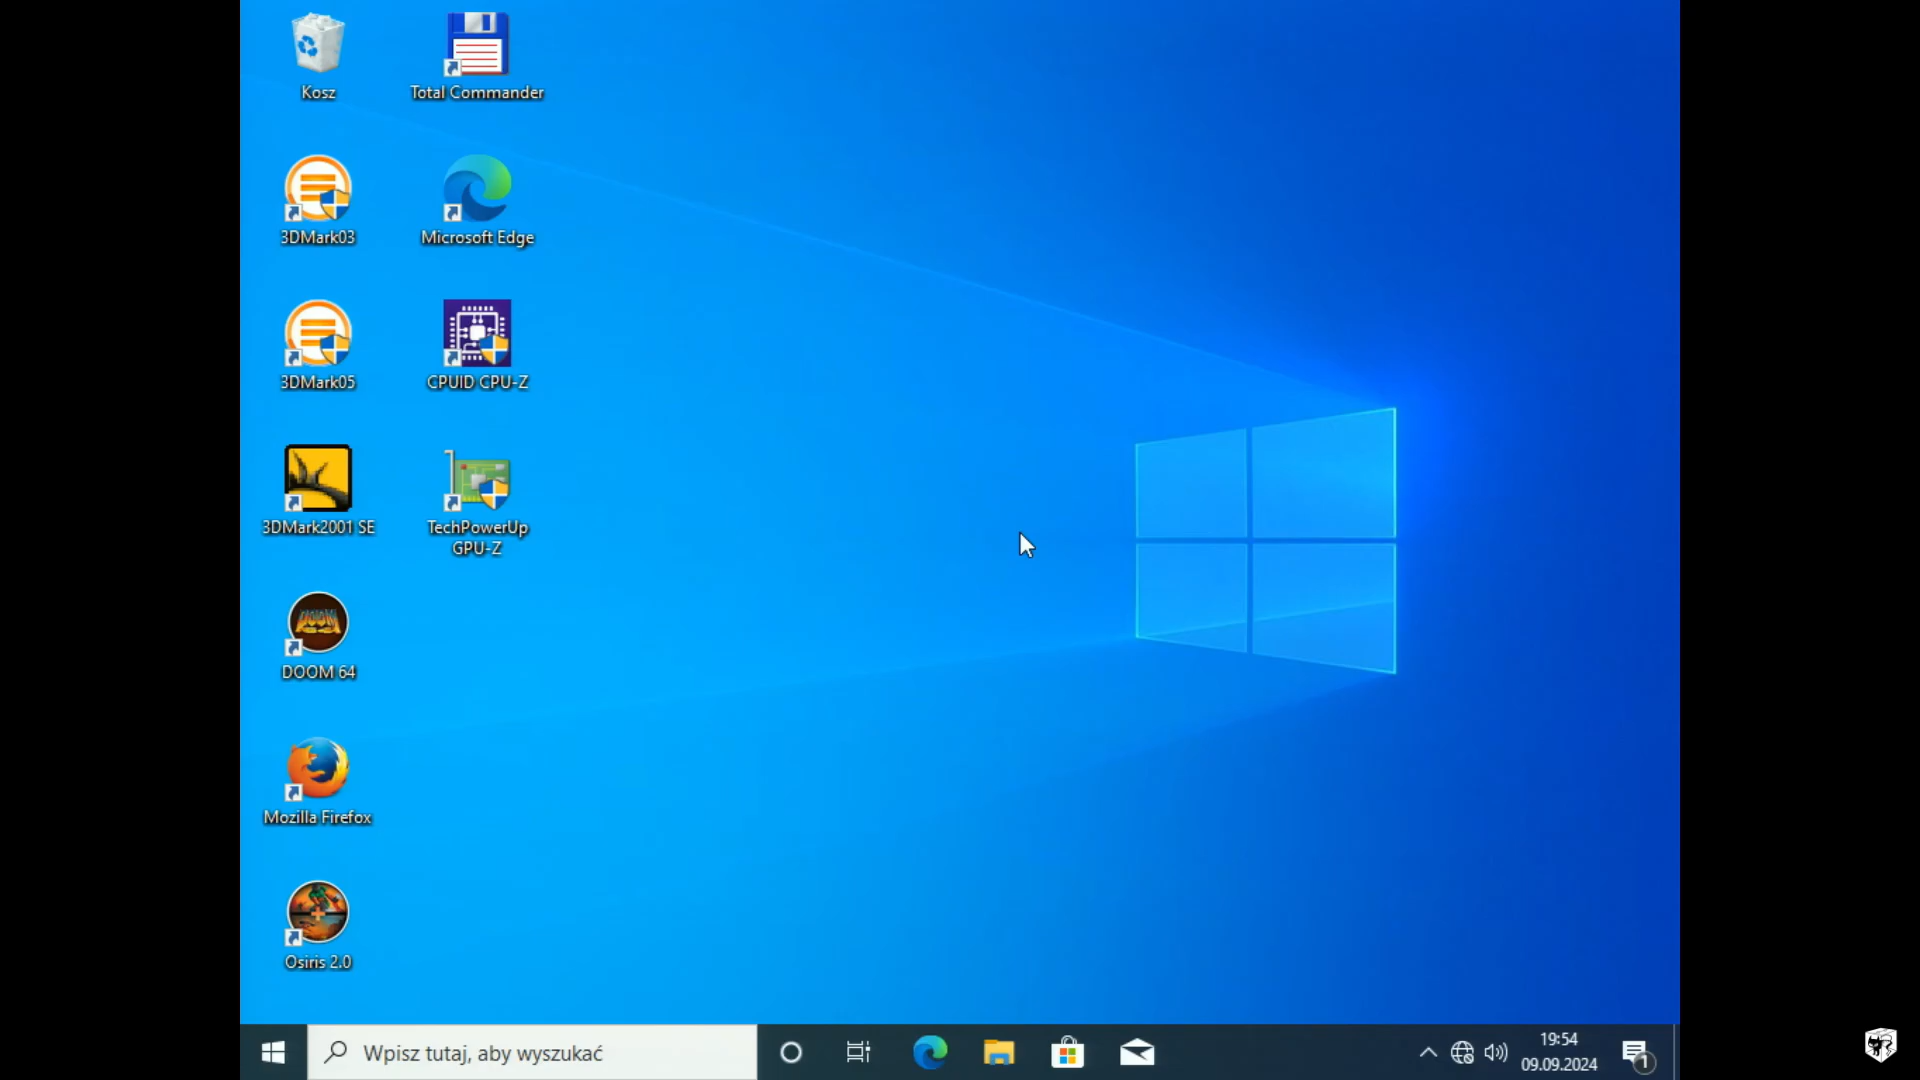 Kosz
Total Commander
3DMark03
Microsoft Edge
3DMark05
CPUID CPU-Z
3DMark2001 SE
TechPowerUp
GPU-Z
DOOM 64
Mozilla Firefox
Osiris 2.0
Wpisz tutaj, aby wyszukać
19:54
09.09.2024
1